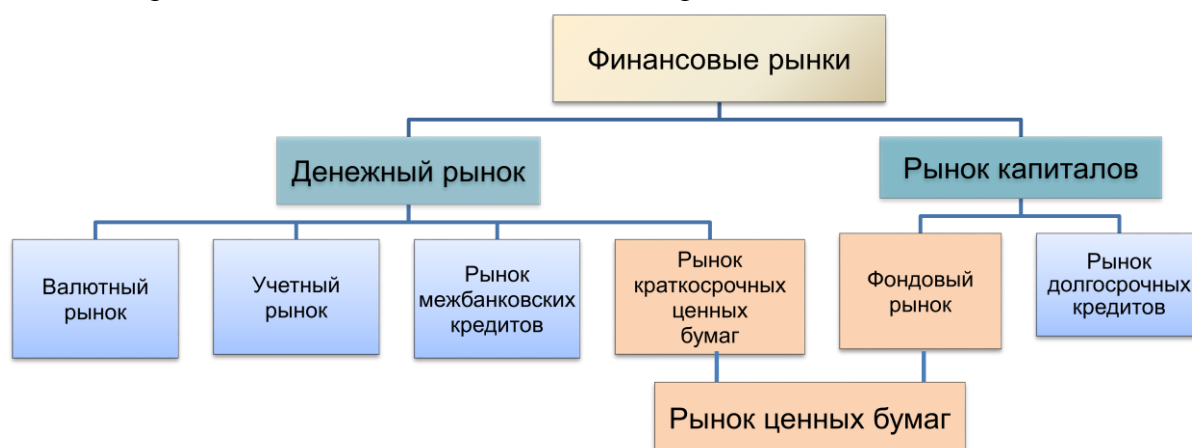 Финансовые рынки
Денежный рынок
Рынок капиталов
Валютный
рынок
Учетный
рынок
Рынок
межбанковских
кредитов
Рынок
краткосрочных
ценных
бумаг
Фондовый
рынок
Рынок
долгосрочных
кредитов
Рынок ценных бумаг